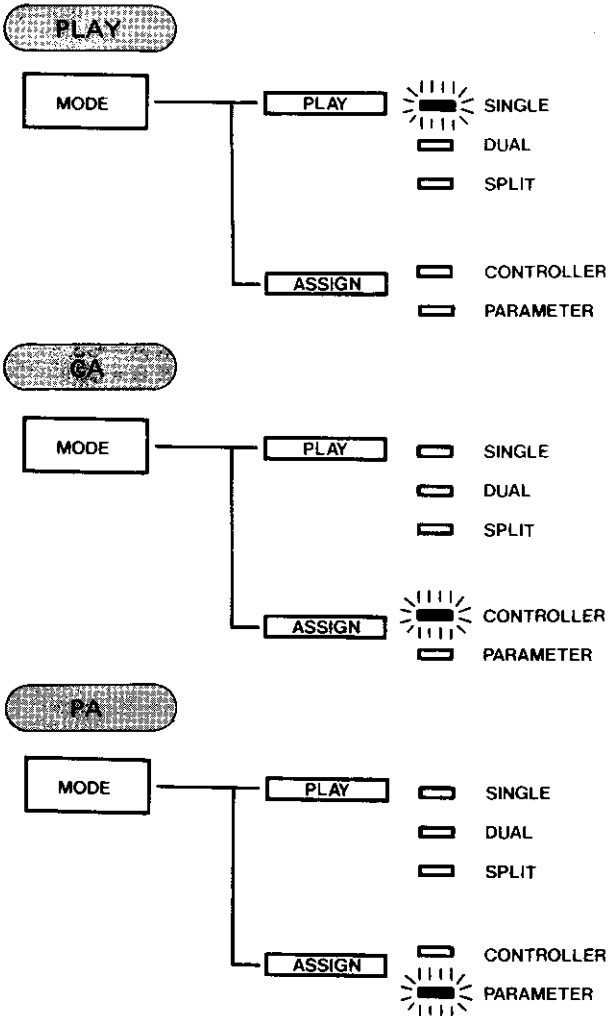 PLAY
MODE PLAY SINGLE
DUAL
SPLIT
ASSIGN CONTROLLER
PARAMETER
CA
MODE PLAY SINGLE
DUAL
SPLIT
ASSIGN CONTROLLER
PARAMETER
PA
MODE PLAY SINGLE
DUAL
SPLIT
ASSIGN CONTROLLER
PARAMETER